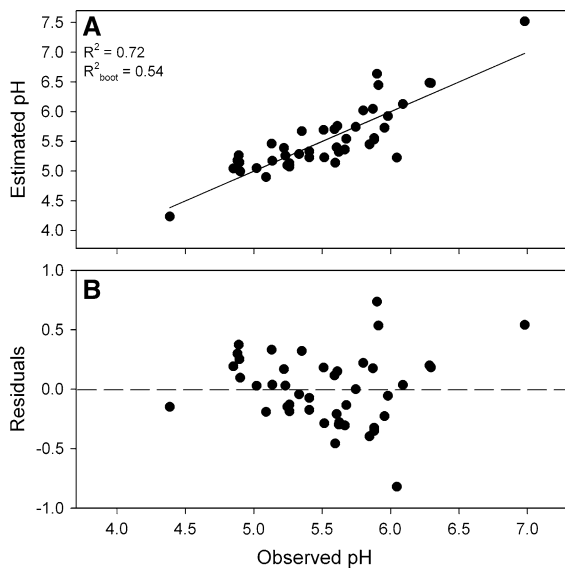 A
R² = 0.72
R²boot = 0.54
Estimated pH
7.5
7.0
6.5
6.0
5.5
5.0
4.5
4.0
B
Residuals
1.0
0.5
0.0
-0.5
-1.0
4.0 4.5 5.0 5.5 6.0 6.5 7.0
Observed pH